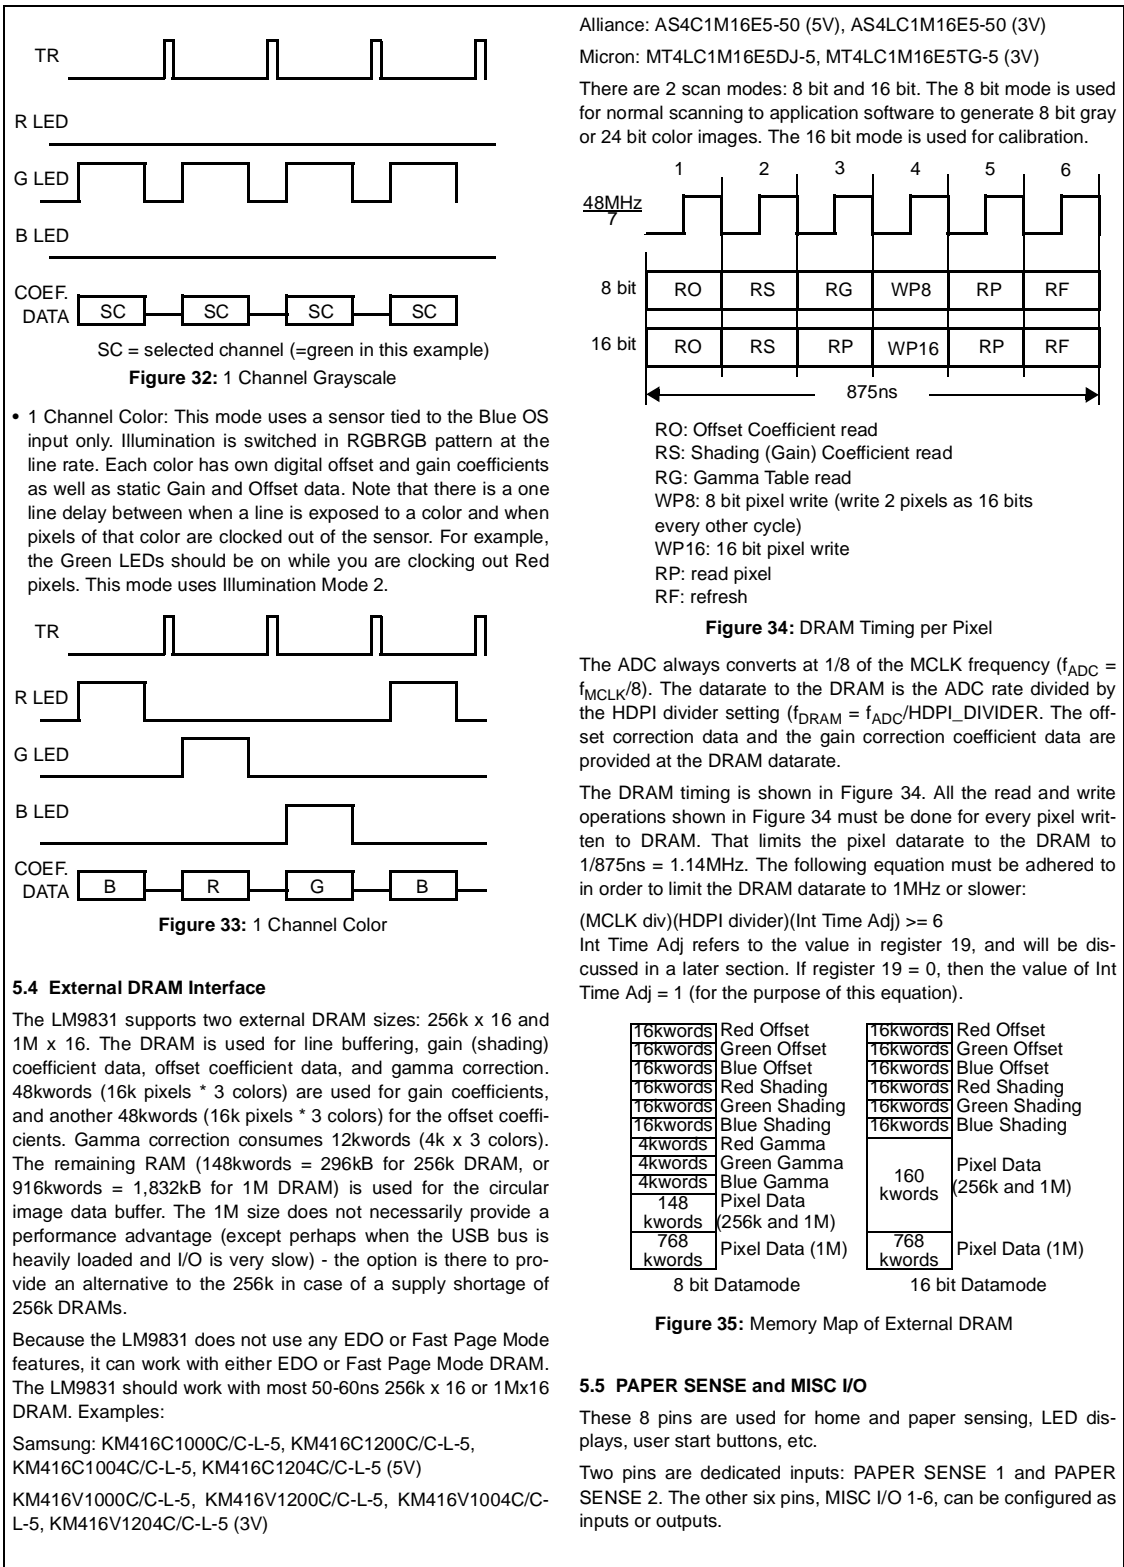 TR
R LED
G LED
B LED
COEF.
DATA SC SC SC SC
SC = selected channel (=green in this example)
Figure 32: 1 Channel Grayscale
• 1 Channel Color: This mode uses a sensor tied to the Blue OS
input only. Illumination is switched in RGBRGB pattern at the
line rate. Each color has own digital offset and gain coefficients
as well as static Gain and Offset data. Note that there is a one
line delay between when a line is exposed to a color and when
pixels of that color are clocked out of the sensor. For example,
the Green LEDs should be on while you are clocking out Red
pixels. This mode uses Illumination Mode 2.
TR
R LED
G LED
B LED
COEF.
DATA B R G B
Figure 33: 1 Channel Color
5.4 External DRAM Interface
The LM9831 supports two external DRAM sizes: 256k x 16 and
1M x 16. The DRAM is used for line buffering, gain (shading)
coefficient data, offset coefficient data, and gamma correction.
48kwords (16k pixels * 3 colors) are used for gain coefficients,
and another 48kwords (16k pixels * 3 colors) for the offset coeffi-
cients. Gamma correction consumes 12kwords (4k x 3 colors).
The remaining RAM (148kwords = 296kB for 256k DRAM, or
916kwords = 1,832kB for 1M DRAM) is used for the circular
image data buffer. The 1M size does not necessarily provide a
performance advantage (except perhaps when the USB bus is
heavily loaded and I/O is very slow) - the option is there to pro-
vide an alternative to the 256k in case of a supply shortage of
256k DRAMs.
Because the LM9831 does not use any EDO or Fast Page Mode
features, it can work with either EDO or Fast Page Mode DRAM.
The LM9831 should work with most 50-60ns 256k x 16 or 1Mx16
DRAM. Examples:
Samsung: KM416C1000C/C-L-5, KM416C1200C/C-L-5,
KM416C1004C/C-L-5, KM416C1204C/C-L-5 (5V)
KM416V1000C/C-L-5, KM416V1200C/C-L-5, KM416V1004C/C-
L-5, KM416V1204C/C-L-5 (3V)
Alliance: AS4C1M16E5-50 (5V), AS4LC1M16E5-50 (3V)
Micron: MT4LC1M16E5DJ-5, MT4LC1M16E5TG-5 (3V)
There are 2 scan modes: 8 bit and 16 bit. The 8 bit mode is used
for normal scanning to application software to generate 8 bit gray
or 24 bit color images. The 16 bit mode is used for calibration.
1 2 3 4 5 6
48MHz
7
8 bit RO RS RG WP8 RP RF
16 bit RO RS RP WP16 RP RF
875ns
RO: Offset Coefficient read
RS: Shading (Gain) Coefficient read
RG: Gamma Table read
WP8: 8 bit pixel write (write 2 pixels as 16 bits
every other cycle)
WP16: 16 bit pixel write
RP: read pixel
RF: refresh
Figure 34: DRAM Timing per Pixel
The ADC always converts at 1/8 of the MCLK frequency (fADC =
fMCLK/8). The datarate to the DRAM is the ADC rate divided by
the HDPI divider setting (fDRAM = fADC/HDPI_DIVIDER. The off-
set correction data and the gain correction coefficient data are
provided at the DRAM datarate.
The DRAM timing is shown in Figure 34. All the read and write
operations shown in Figure 34 must be done for every pixel writ-
ten to DRAM. That limits the pixel datarate to the DRAM to
1/875ns = 1.14MHz. The following equation must be adhered to
in order to limit the DRAM datarate to 1MHz or slower:
(MCLK div)(HDPI divider)(Int Time Adj) >= 6
Int Time Adj refers to the value in register 19, and will be dis-
cussed in a later section. If register 19 = 0, then the value of Int
Time Adj = 1 (for the purpose of this equation).
16kwords Red Offset 16kwords Red Offset
16kwords Green Offset 16kwords Green Offset
16kwords Blue Offset 16kwords Blue Offset
16kwords Red Shading 16kwords Red Shading
16kwords Green Shading 16kwords Green Shading
16kwords Blue Shading 16kwords Blue Shading
4kwords Red Gamma
4kwords Green Gamma
4kwords Blue Gamma
148 kwords Pixel Data (256k and 1M) 160 kwords Pixel Data (256k and 1M)
768 kwords Pixel Data (1M) 768 kwords Pixel Data (1M)
8 bit Datamode 16 bit Datamode
Figure 35: Memory Map of External DRAM
5.5 PAPER SENSE and MISC I/O
These 8 pins are used for home and paper sensing, LED dis-
plays, user start buttons, etc.
Two pins are dedicated inputs: PAPER SENSE 1 and PAPER
SENSE 2. The other six pins, MISC I/O 1-6, can be configured as
inputs or outputs.